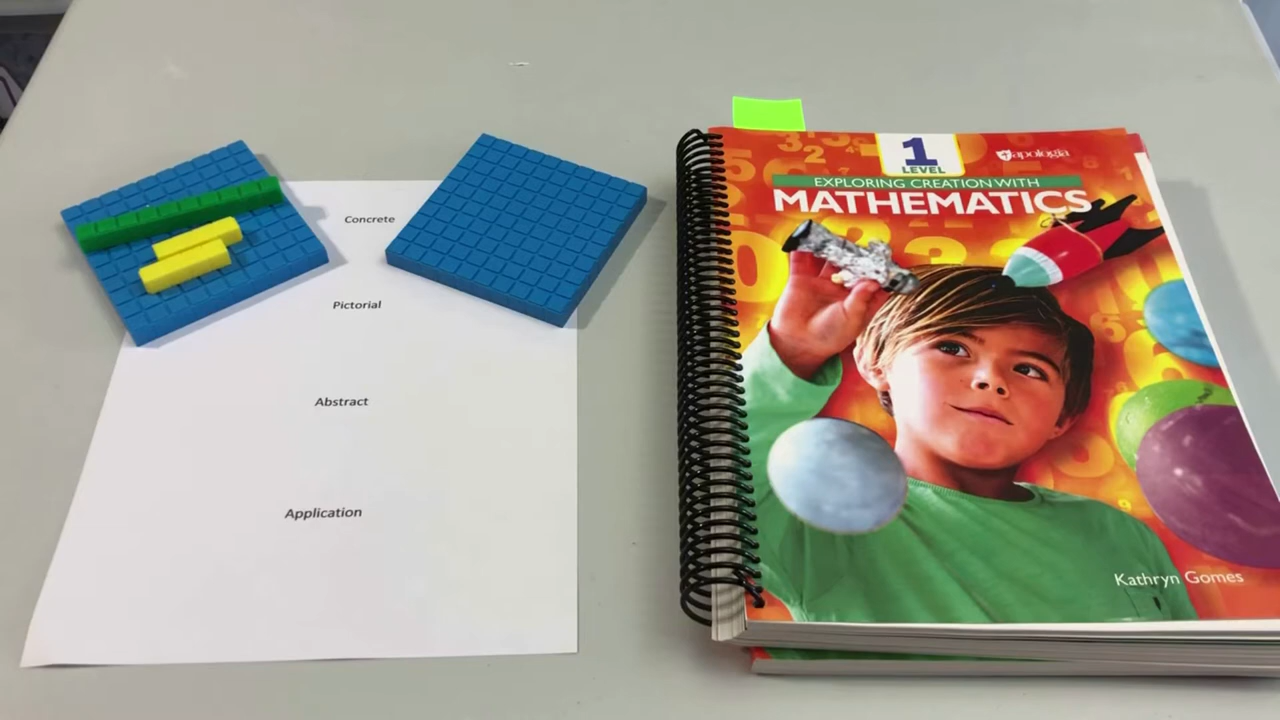 Concrete
Pictorial
Abstract
Application
1
LEVEL
apologia
EXPLORING CREATION WITH
MATHEMATICS
Kathryn Gomes